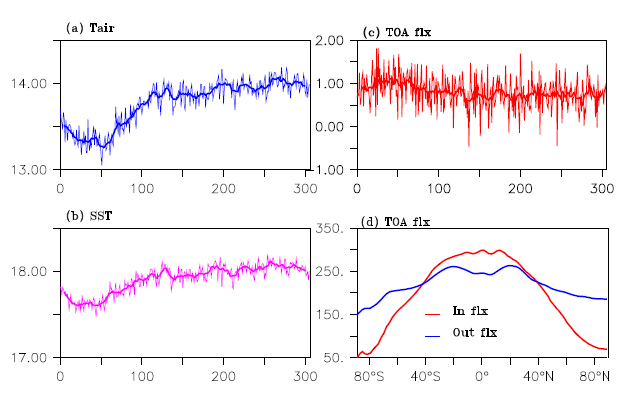 (a) Tair
14.00
13.00
0 100 200 300
(c) TOA flx
2.00
1.00
0.00
-1.00
0 100 200 300
(b) SST
18.00
17.00
0 100 200 300
(d) TOA flx
350.
250.
150.
50.
In flx
Out flx
80°S 40°S 0° 40°N 80°N